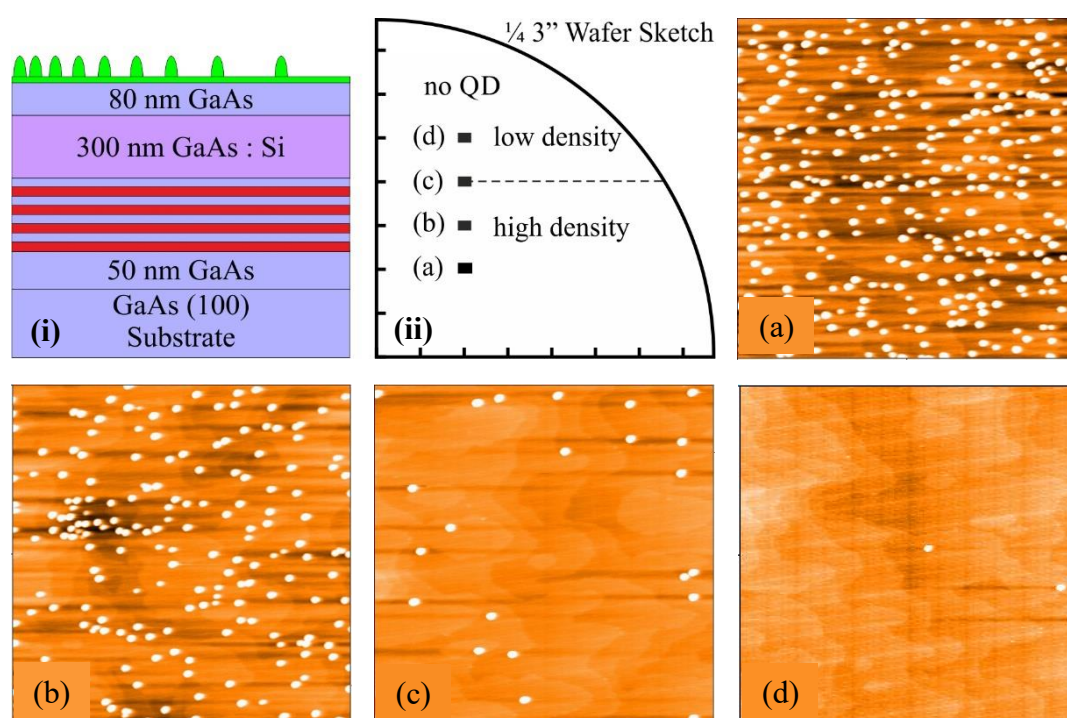 80 nm GaAs
300 nm GaAs : Si
50 nm GaAs
GaAs (100)
Substrate
(i)
¼ 3” Wafer Sketch
no QD
(d) low density
(c)
(b) high density
(a)
(ii)
(a)
(b)
(c)
(d)